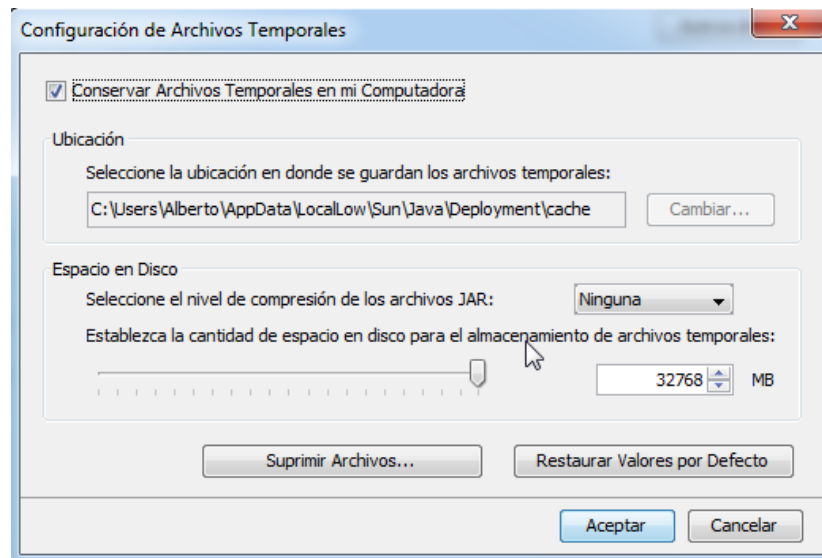 Configuración de Archivos Temporales
Conservar Archivos Temporales en mi Computadora
Ubicación
Seleccione la ubicación en donde se guardan los archivos temporales:
C:\Users\Alberto\AppData\LocalLow\Sun\Java\Deployment\cache
Cambiar...
Espacio en Disco
Seleccione el nivel de compresión de los archivos JAR:
Ninguna
Establezca la cantidad de espacio en disco para el almacenamiento de archivos temporales:
32768 MB
Suprimir Archivos...
Restaurar Valores por Defecto
Aceptar
Cancelar